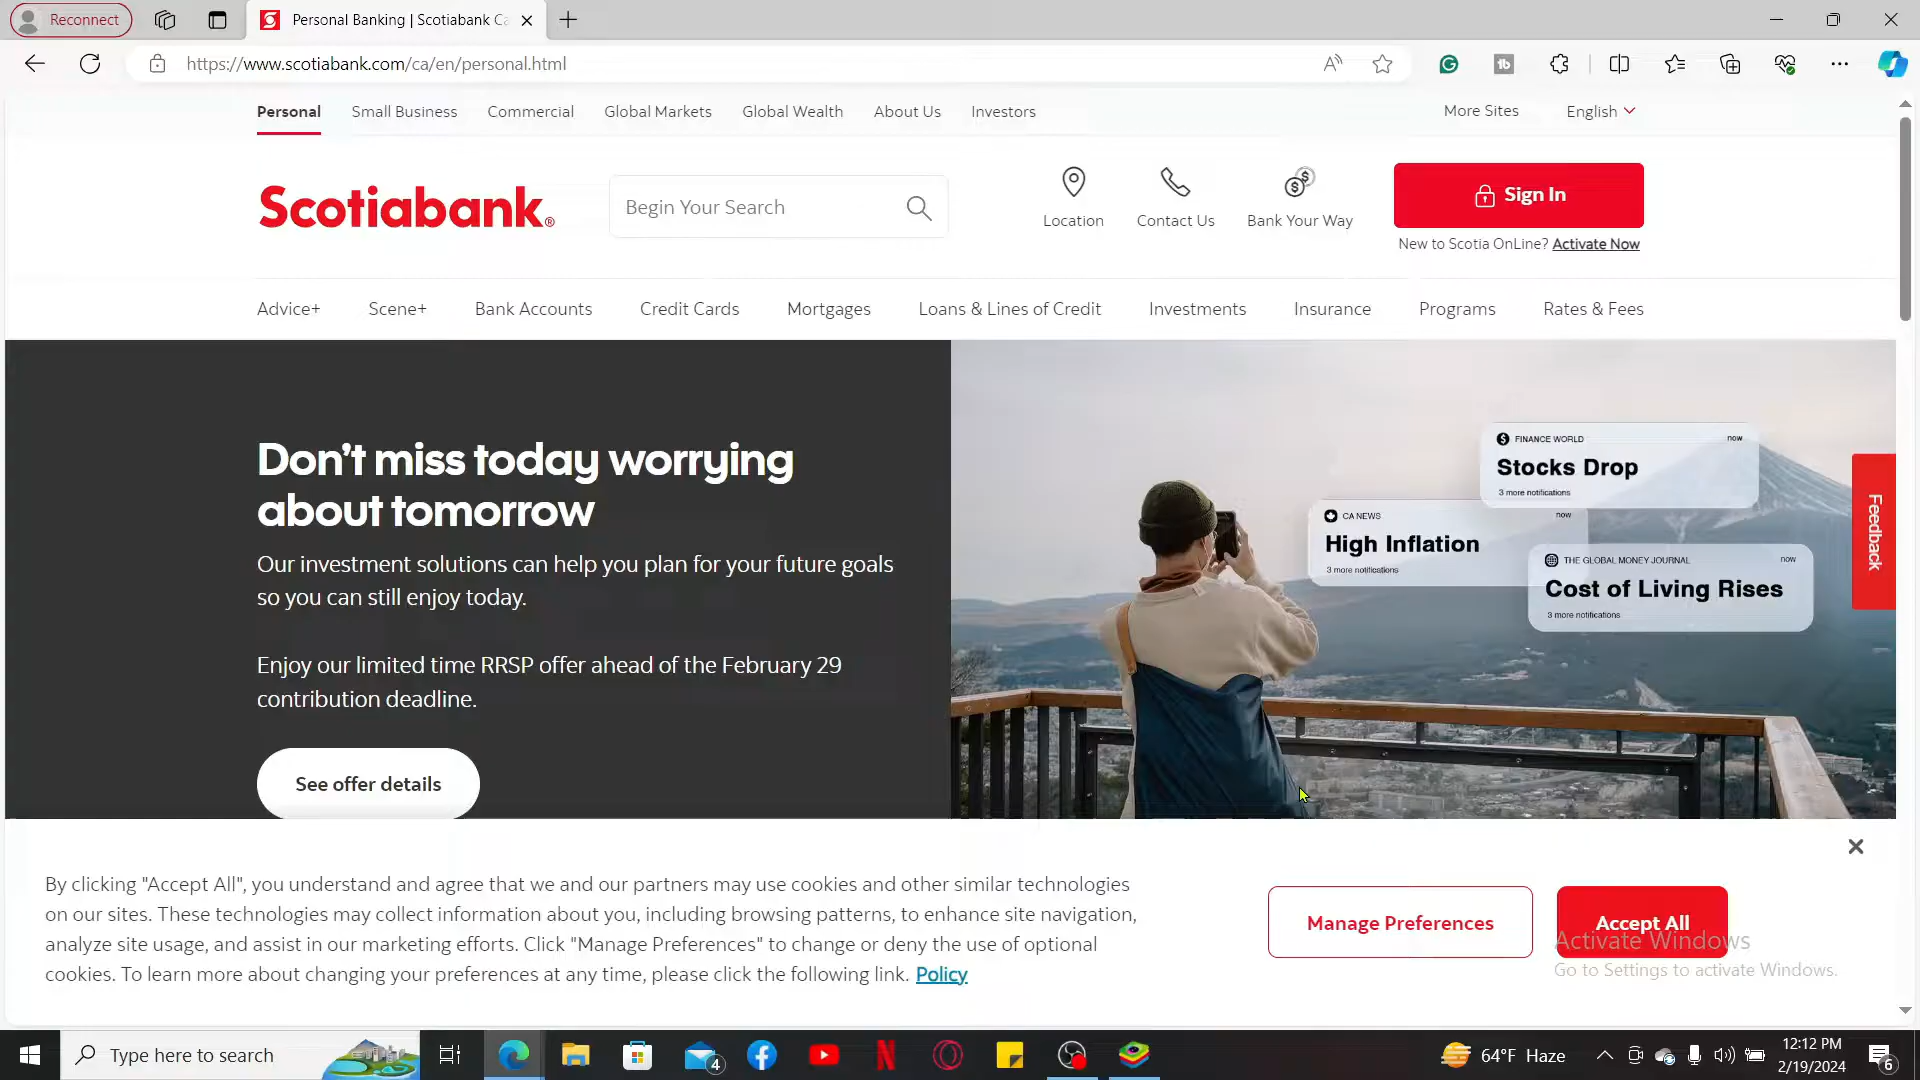 Reconnect
Personal Banking | Scotiabank Ca
https://www.scotiabank.com/ca/en/personal.html
Personal Small Business Commercial Global Markets Global Wealth About Us Investors More Sites English
Scotiabank®
Begin Your Search
Location Contact Us Bank Your Way
Sign In
New to Scotia OnLine? Activate Now
Advice+ Scene+ Bank Accounts Credit Cards Mortgages Loans & Lines of Credit Investments Insurance Programs Rates & Fees
Don't miss today worrying
about tomorrow
Our investment solutions can help you plan for your future goals
so you can still enjoy today.
Enjoy our limited time RRSP offer ahead of the February 29
contribution deadline.
See offer details
FINANCE WORLD now
Stocks Drop
3 more notifications
CA NEWS now
High Inflation
3 more notifications
THE GLOBAL MONEY JOURNAL now
Cost of Living Rises
3 more notifications
Feedback
By clicking "Accept All", you understand and agree that we and our partners may use cookies and other similar technologies
on our sites. These technologies may collect information about you, including browsing patterns, to enhance site navigation,
analyze site usage, and assist in our marketing efforts. Click "Manage Preferences" to change or deny the use of optional
cookies. To learn more about changing your preferences at any time, please click the following link. Policy
Manage Preferences
Accept All
Activate Windows
Go to Settings to activate Windows.
Type here to search
4
64°F Haze
12:12 PM
2/19/2024
6